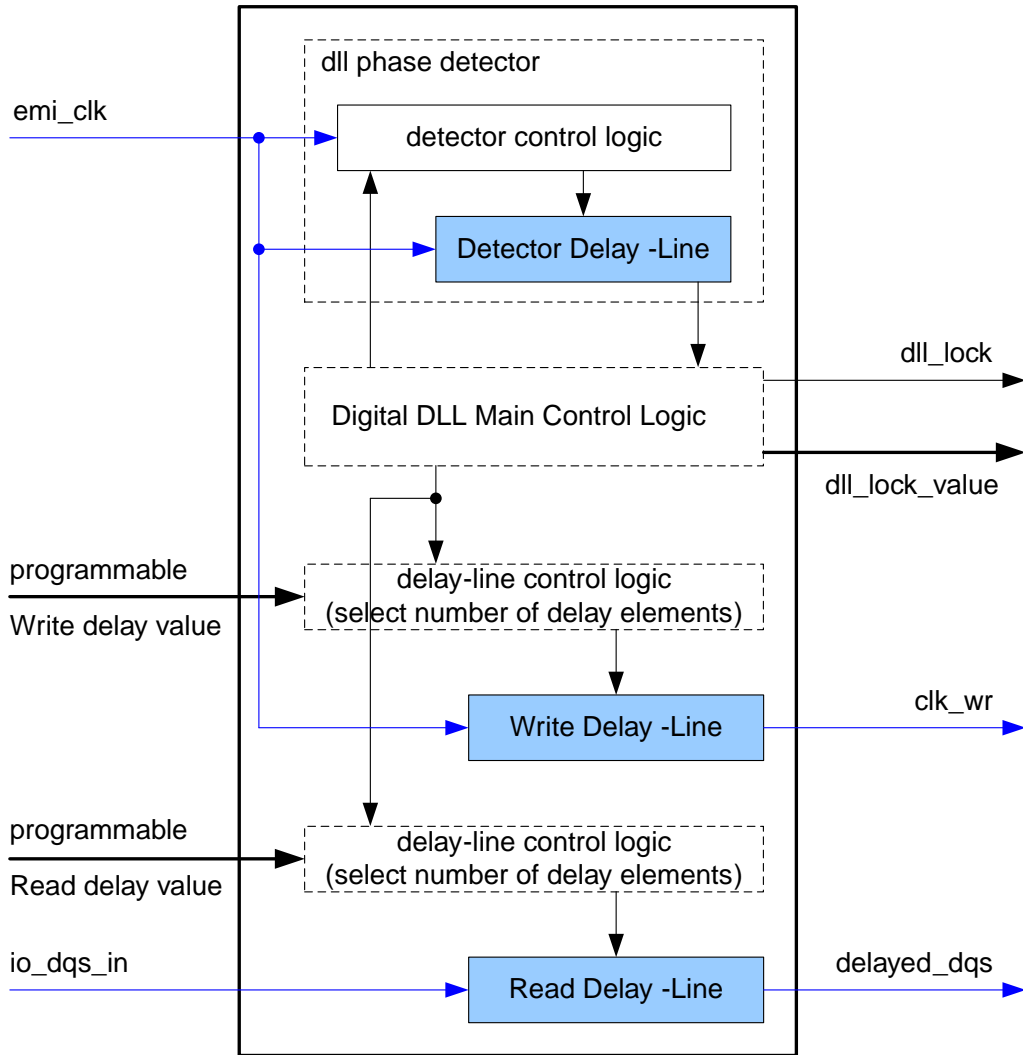 dll phase detector
emi_clk
detector control logic
Detector Delay -Line
dll_lock
Digital DLL Main Control Logic
dll_lock_value
programmable
Write delay value
delay-line control logic
(select number of delay elements)
clk_wr
Write Delay -Line
programmable
Read delay value
delay-line control logic
(select number of delay elements)
io_dqs_in
delayed_dqs
Read Delay -Line